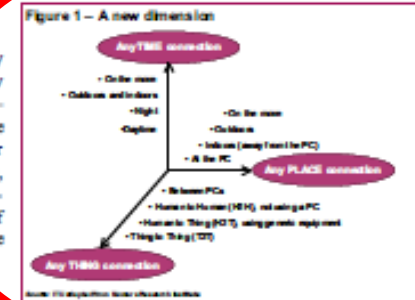 Figure 1 – A new dimension
Any TIME connection
• On the move
• Outdoors and indoors
• Night
• Daytime
• On the move
• Outdoors
• Indoors (away from the PC)
• At the PC
Any PLACE connection
• Between PCs
• Human to Human (H2H), not using a PC
• Human to Thing (H2T), using generic equipment
• Thing to Thing (T2T)
Any THING connection